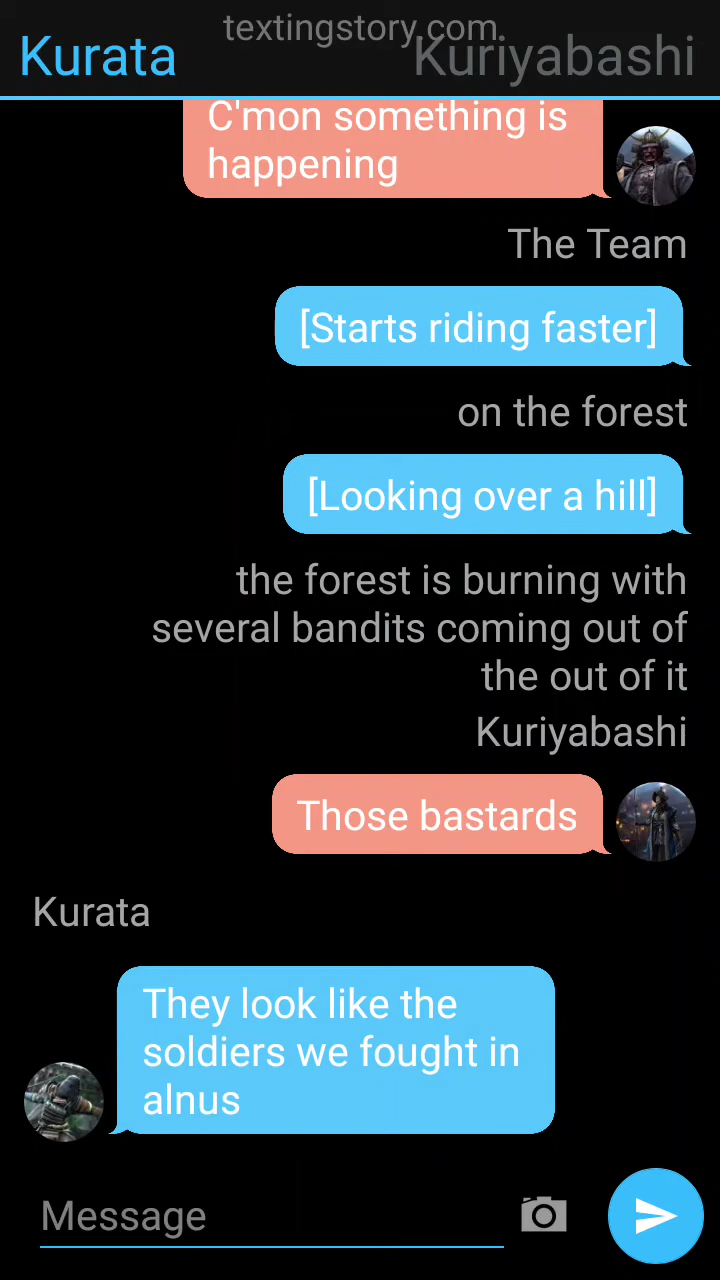 textingstory.com
Kurata
Kuriyabashi
C'mon something is
happening
The Team
[Starts riding faster]
on the forest
[Looking over a hill]
the forest is burning with
several bandits coming out of
the out of it
Kuriyabashi
Those bastards
Kurata
They look like the
soldiers we fought in
alnus
Message